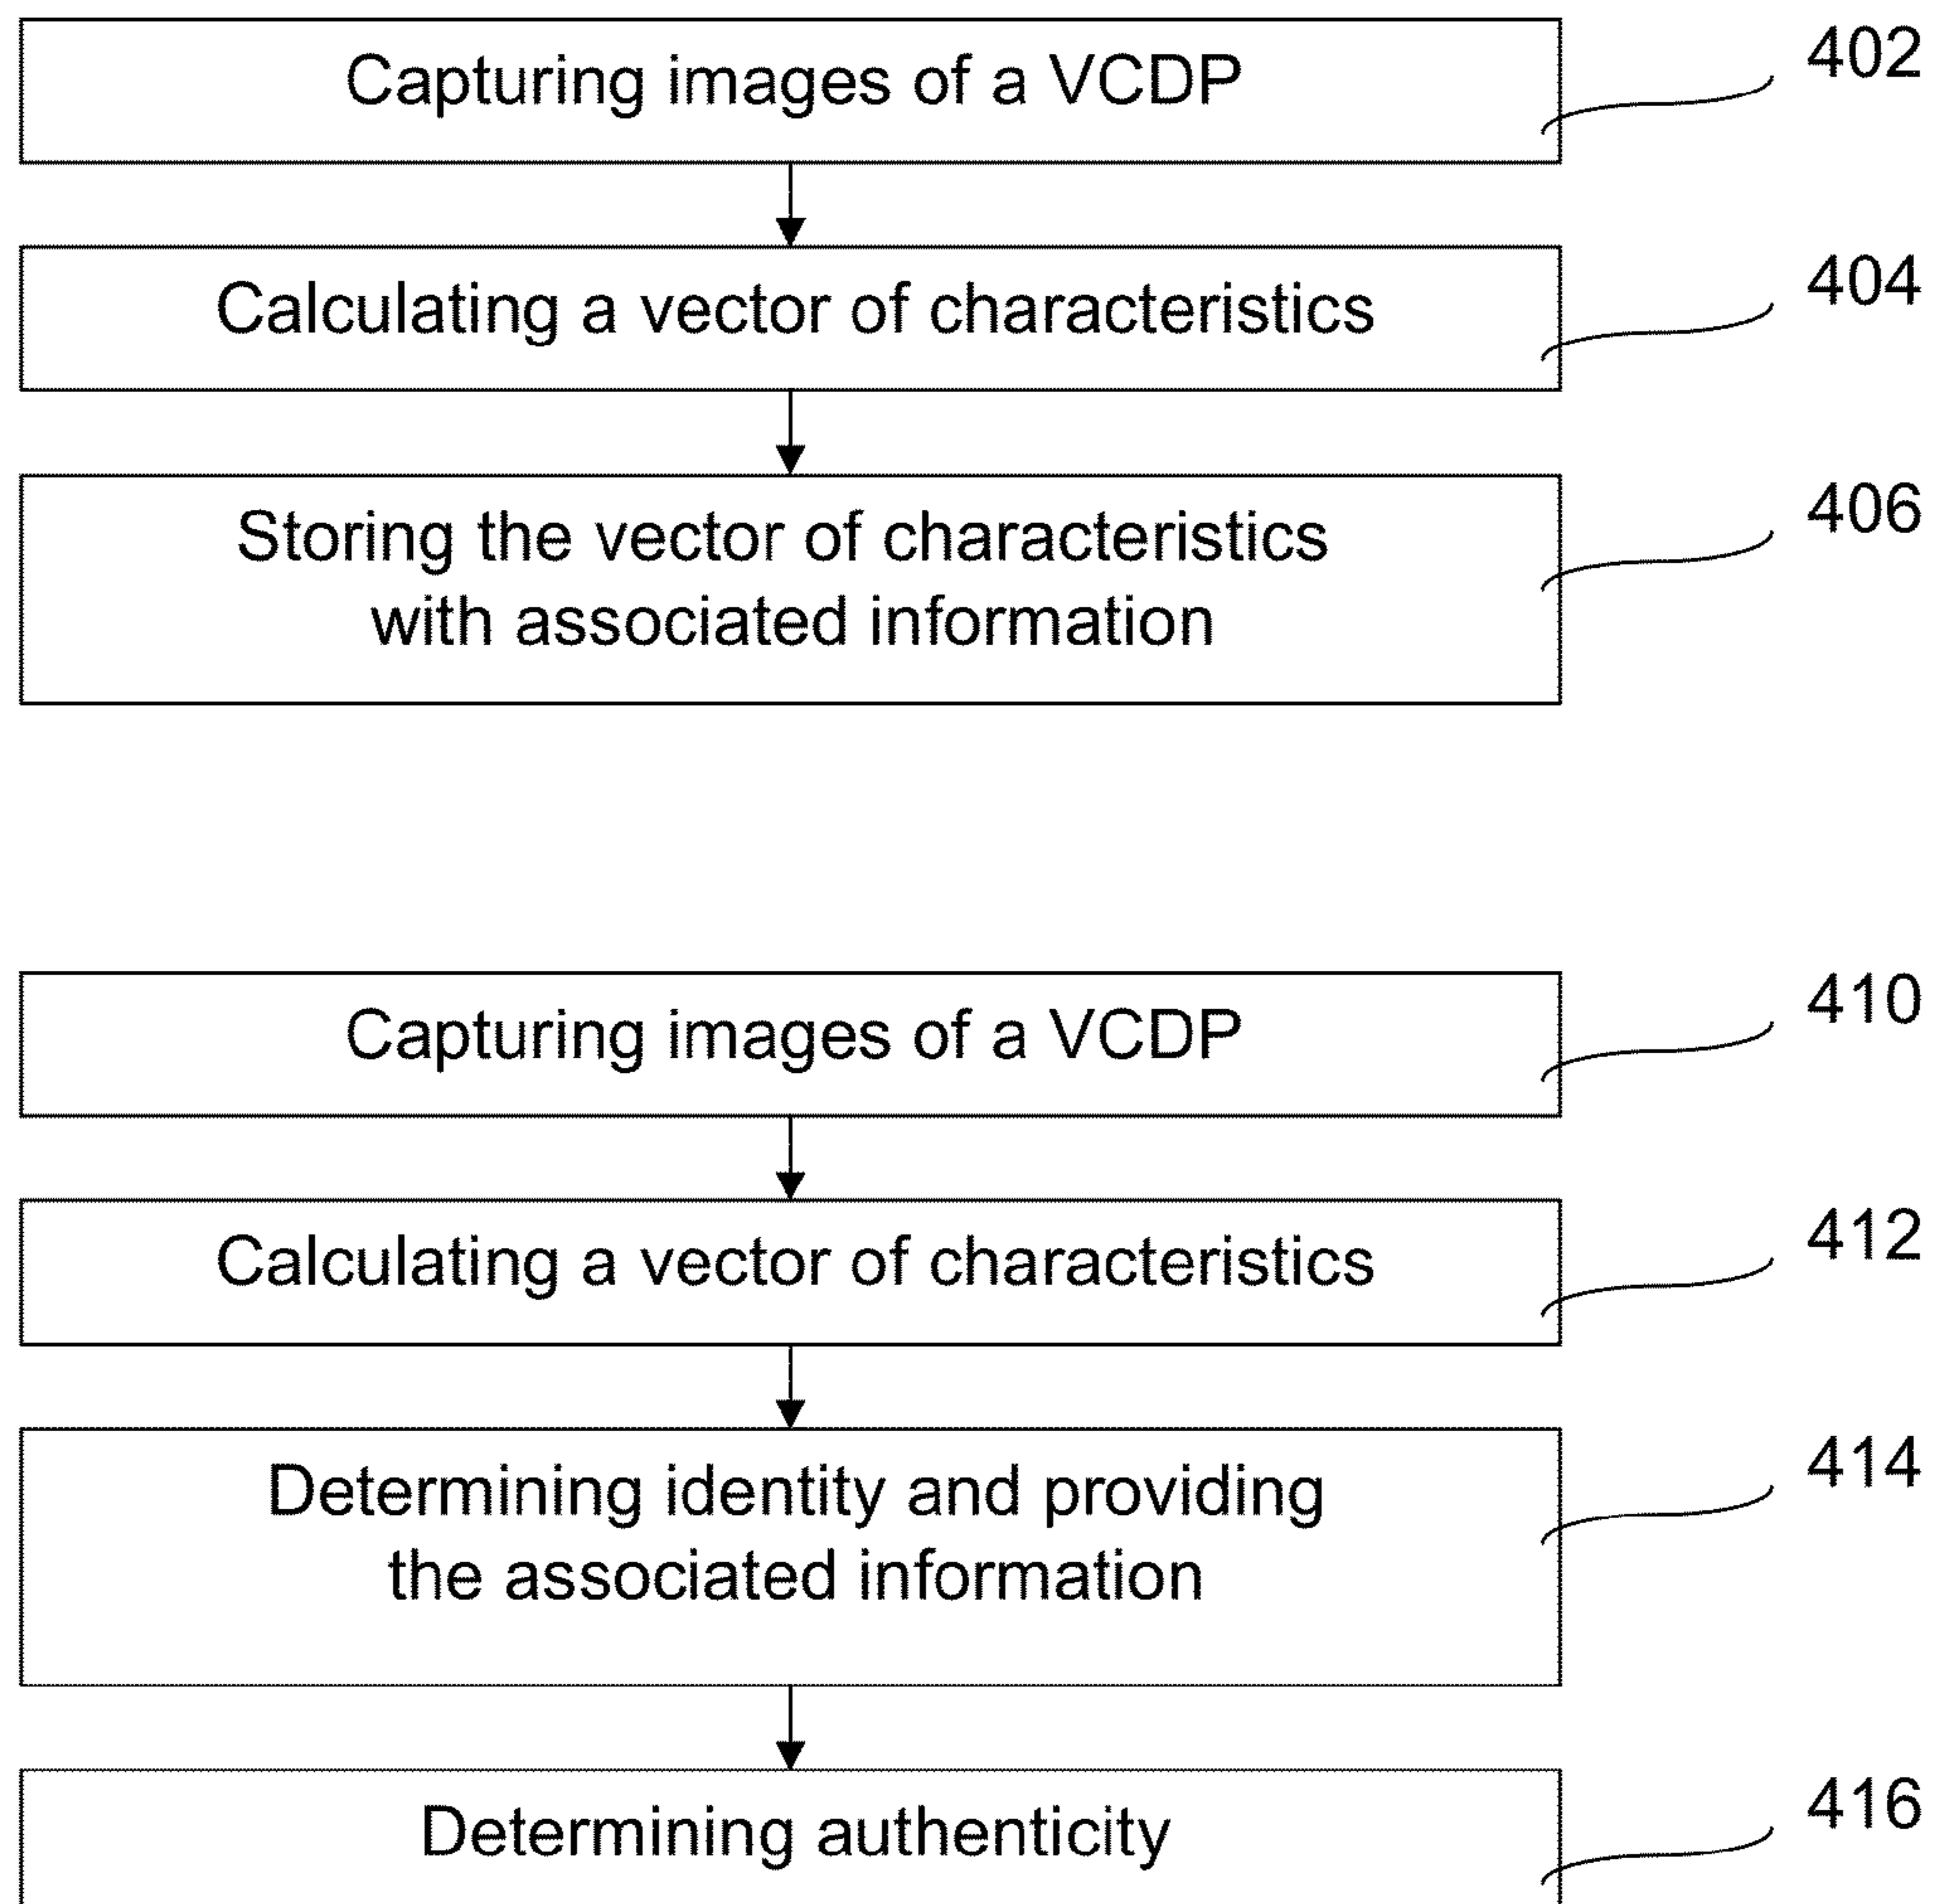 Capturing images of a VCDP
402
Calculating a vector of characteristics
404
Storing the vector of characteristics
with associated information
406
Capturing images of a VCDP
410
Calculating a vector of characteristics
412
Determining identity and providing
the associated information
414
Determining authenticity
416